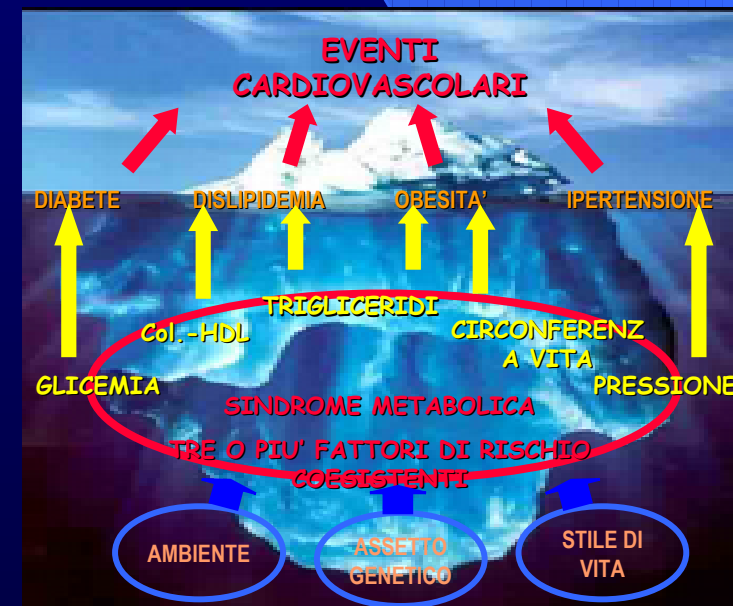 EVENTI
CARDIOVASCOLARI
DIABETE
DISLIPIDEMIA
OBESITA'
IPERTENSIONE
TRIGLICERIDI
Col.-HDL
CIRCONFERENZ
A VITA
GLICEMIA
PRESSIONE
SINDROME METABOLICA
TRE O PIU' FATTORI DI RISCHIO
COESISTENTI
AMBIENTE
ASSETTO
GENETICO
STILE DI
VITA